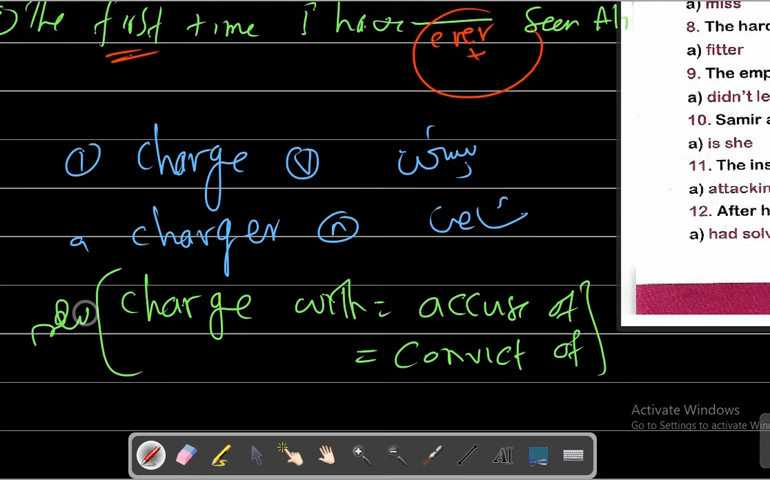 The first time I have ever seen Ah
① charge ⓥ يشحن
a charger ⓝ
charge with = accuse of
= convict of
a) miss
8. The hard
a) fitter
9. The emp
a) didn't le
10. Samir a
a) is she
11. The ins
a) attackin
12. After h
a) had solv
Activate Windows
Go to Settings to activate Win